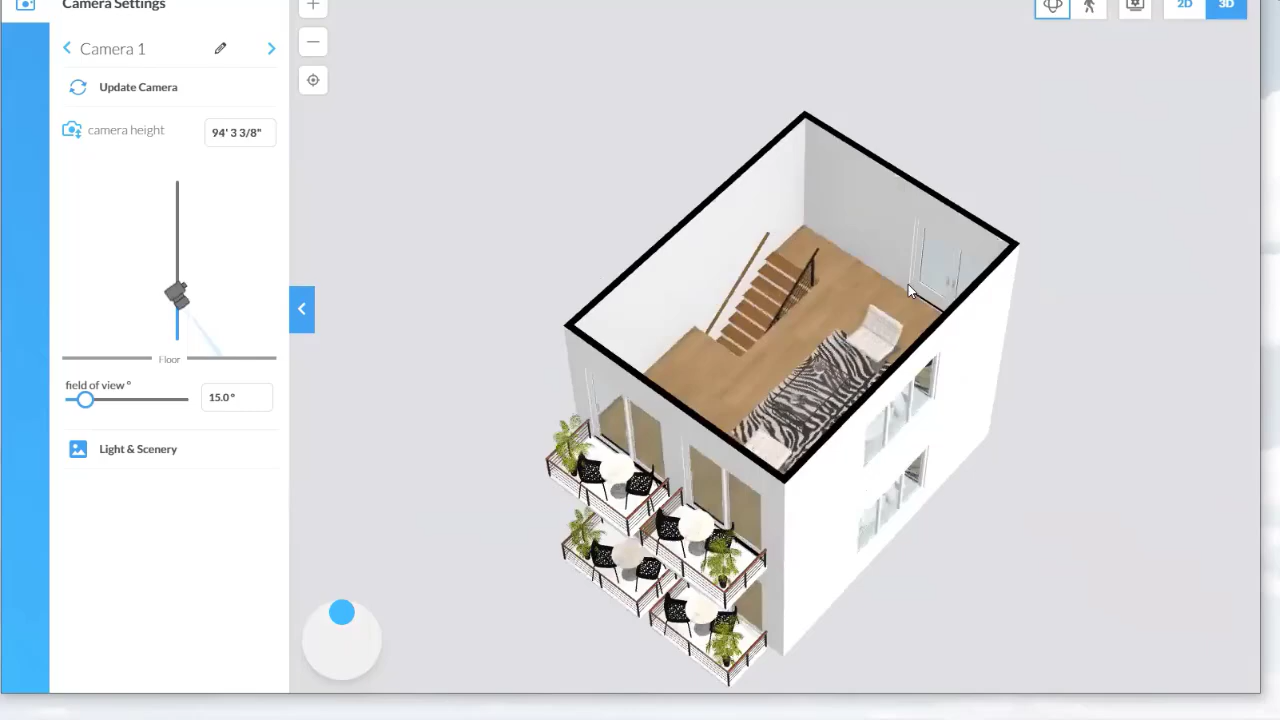 Camera Settings
2D
3D
Camera 1
Update Camera
camera height
94' 3 3/8"
Floor
field of view °
15.0 °
Light & Scenery